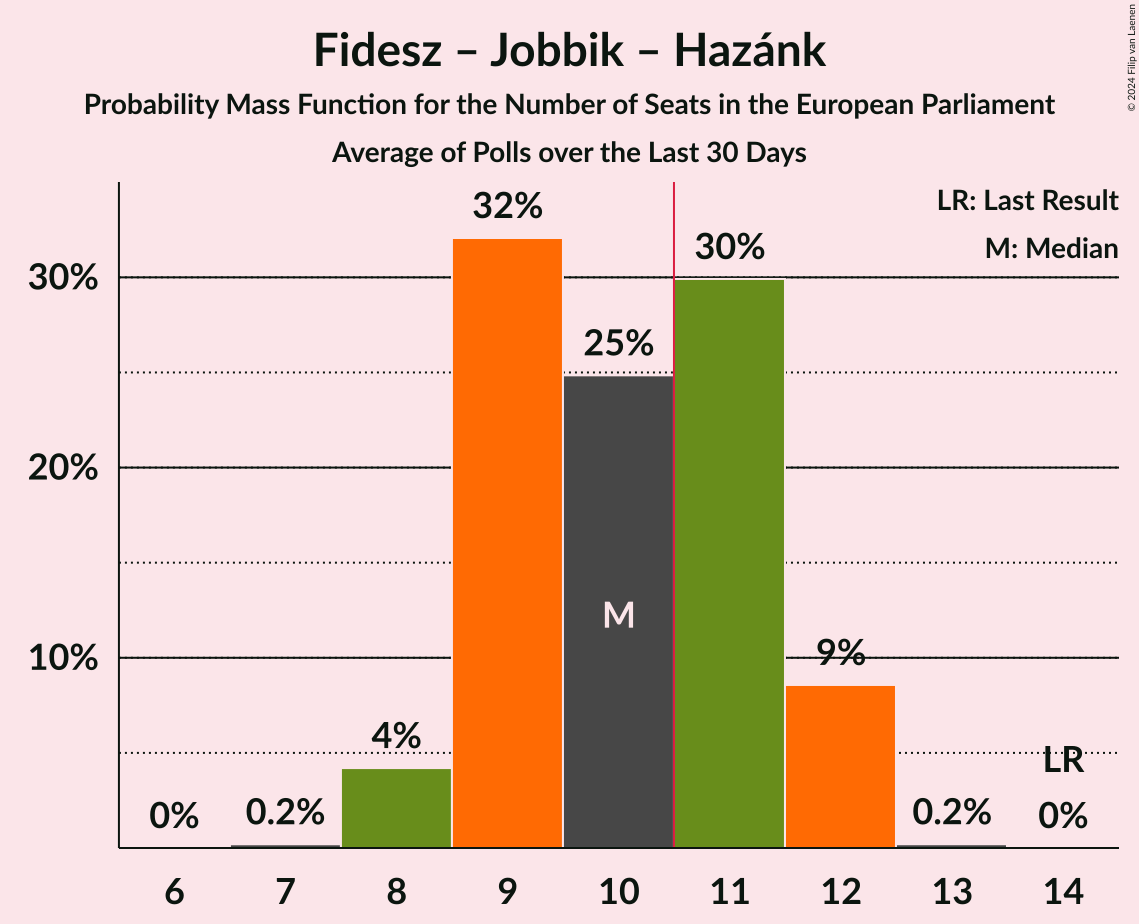 Fidesz – Jobbik – Hazánk
Probability Mass Function for the Number of Seats in the European Parliament
Average of Polls over the Last 30 Days
© 2024 Filip van Laenen
LR: Last Result
M: Median
32%
30%
25%
30%
20%
M
10%
9%
4%
LR
0%
0.2%
0.2%
0%
6 7 8 9 10 11 12 13 14